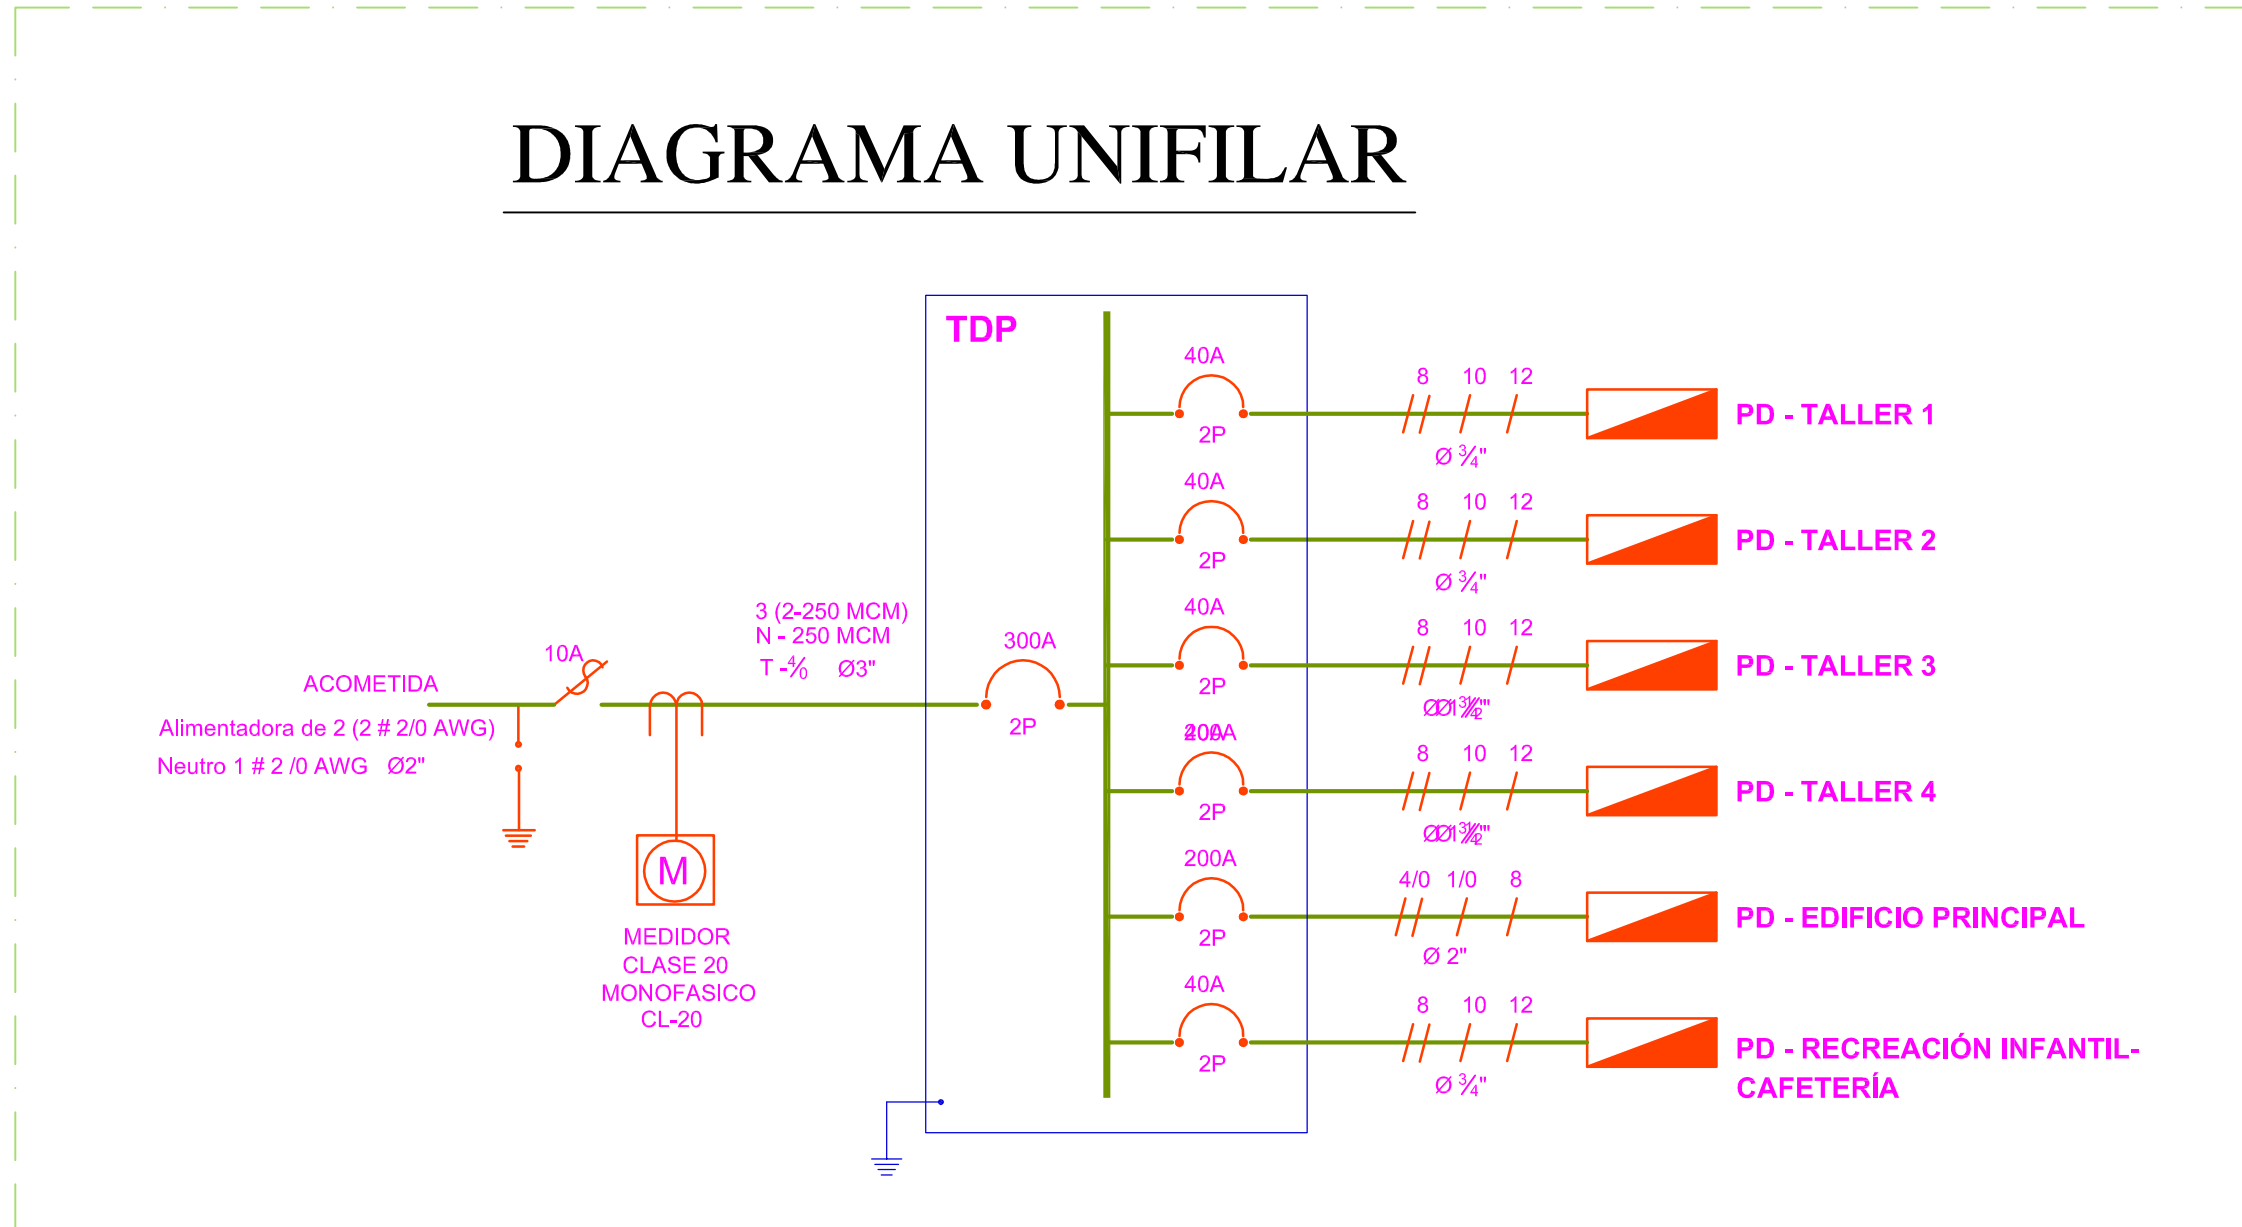 DIAGRAMA UNIFILAR
TDP
40A
2P
8 10 12
Ø 3/4"
PD - TALLER 1
40A
2P
8 10 12
Ø 3/4"
PD - TALLER 2
40A
2P
8 10 12
PD - TALLER 3
2P
8 10 12
PD - TALLER 4
200A
2P
4/0 1/0 8
Ø 2"
PD - EDIFICIO PRINCIPAL
40A
2P
8 10 12
Ø 3/4"
PD - RECREACIÓN INFANTIL-
CAFETERÍA
3 (2-250 MCM)
N - 250 MCM
T -4/0 Ø3"
300A
2P
10A
ACOMETIDA
Alimentadora de 2 (2 # 2/0 AWG)
Neutro 1 # 2 /0 AWG Ø2"
M
MEDIDOR
CLASE 20
MONOFASICO
CL-20